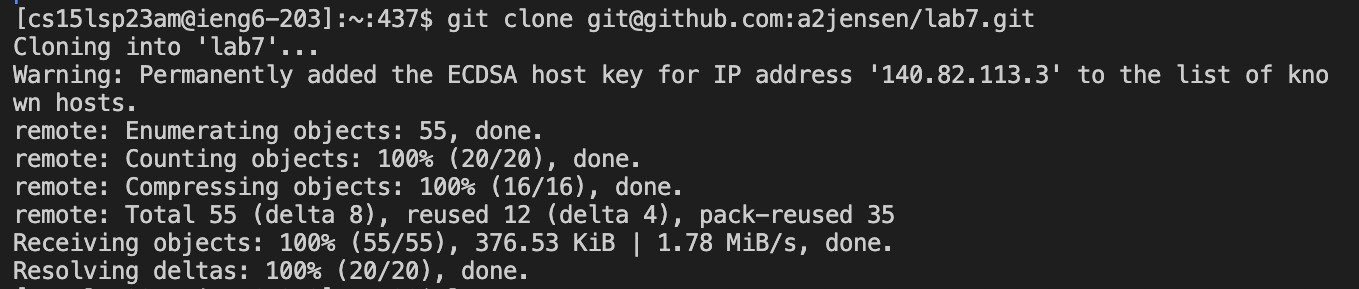 [cs15lsp23am@ieng6-203]:~:437$ git clone git@github.com:a2jensen/lab7.git
Cloning into 'lab7'...
Warning: Permanently added the ECDSA host key for IP address '140.82.113.3' to the list of kno
wn hosts.
remote: Enumerating objects: 55, done.
remote: Counting objects: 100% (20/20), done.
remote: Compressing objects: 100% (16/16), done.
remote: Total 55 (delta 8), reused 12 (delta 4), pack-reused 35
Receiving objects: 100% (55/55), 376.53 KiB | 1.78 MiB/s, done.
Resolving deltas: 100% (20/20), done.